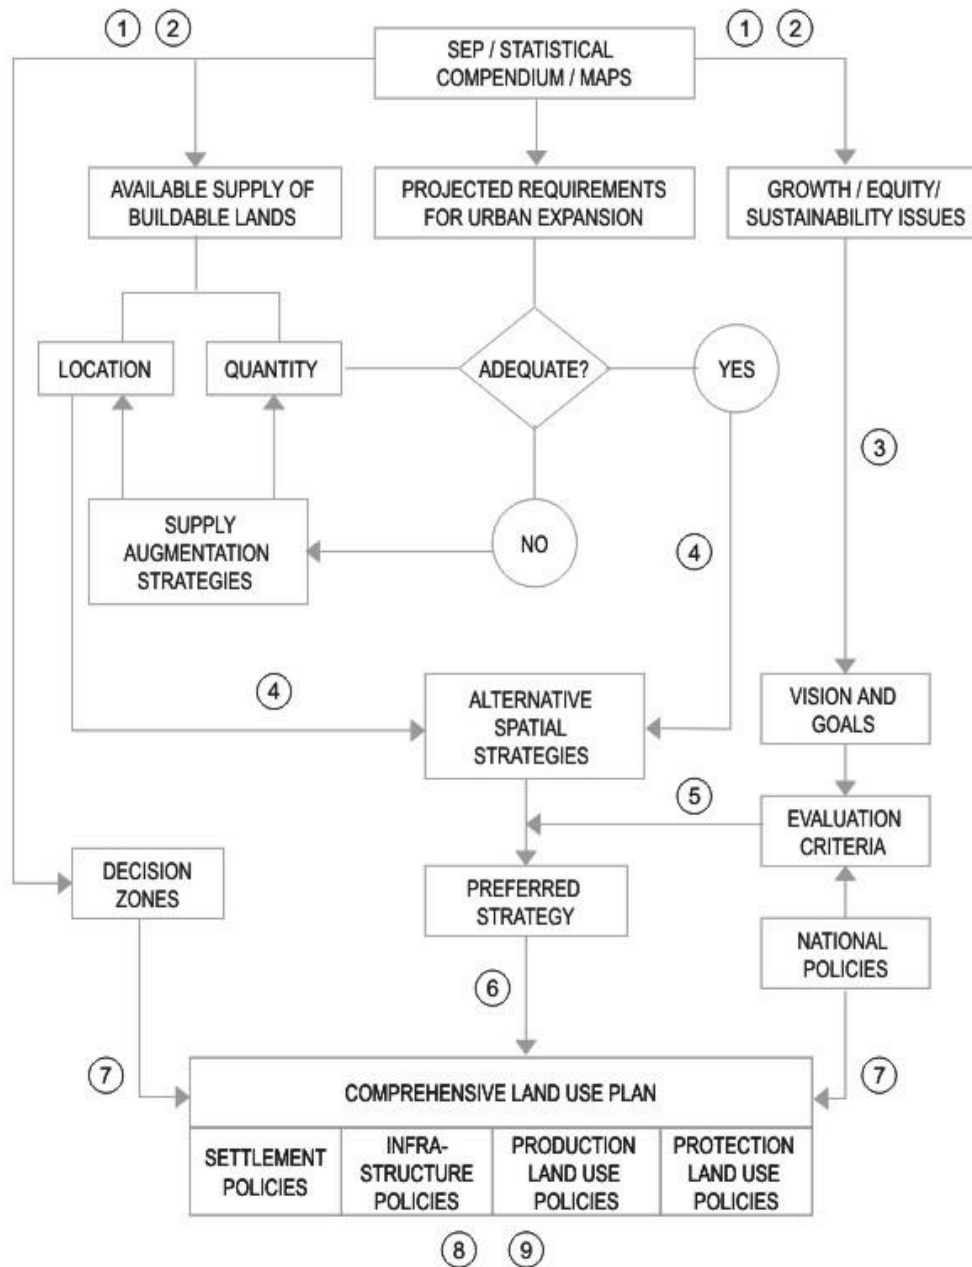 1 2
1 2
SEP / STATISTICAL
COMPENDIUM / MAPS
AVAILABLE SUPPLY OF
BUILDABLE LANDS
PROJECTED REQUIREMENTS
FOR URBAN EXPANSION
GROWTH / EQUITY/
SUSTAINABILITY ISSUES
LOCATION
QUANTITY
ADEQUATE?
YES
3
SUPPLY
AUGMENTATION
STRATEGIES
NO
4
4
ALTERNATIVE
SPATIAL
STRATEGIES
VISION AND
GOALS
5
EVALUATION
CRITERIA
DECISION
ZONES
PREFERRED
STRATEGY
NATIONAL
POLICIES
6
7
7
COMPREHENSIVE LAND USE PLAN
SETTLEMENT
POLICIES
INFRA-
STRUCTURE
POLICIES
PRODUCTION
LAND USE
POLICIES
PROTECTION
LAND USE
POLICIES
8 9